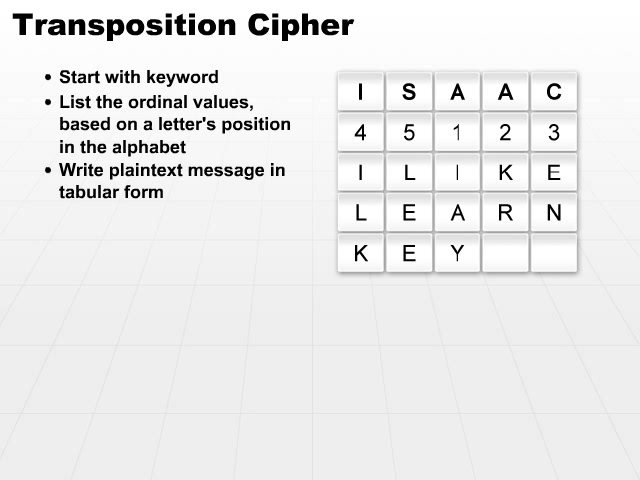 Transposition Cipher
• Start with keyword
• List the ordinal values,
based on a letter's position
in the alphabet
• Write plaintext message in
tabular form
I S A A C
4 5 1 2 3
I L I K E
L E A R N
K E Y